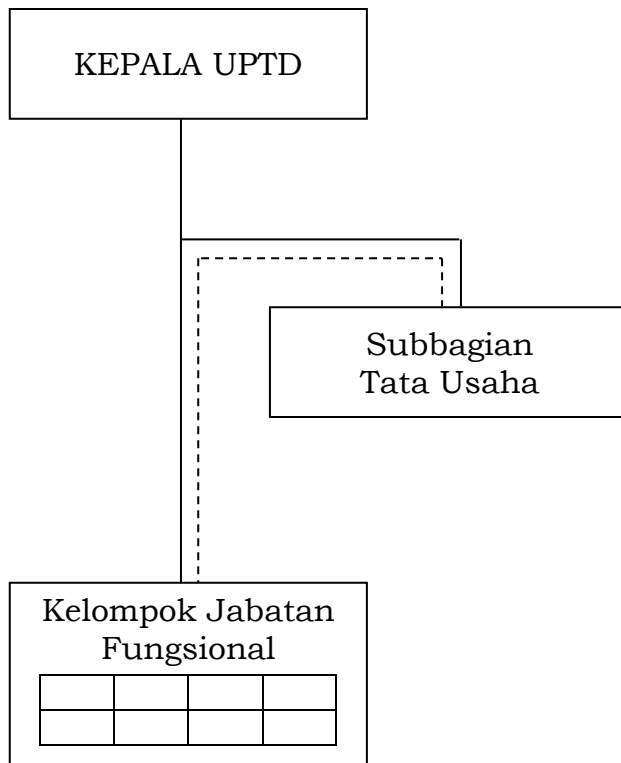 KEPALA UPTD
Subbagian
Tata Usaha
Kelompok Jabatan
Fungsional